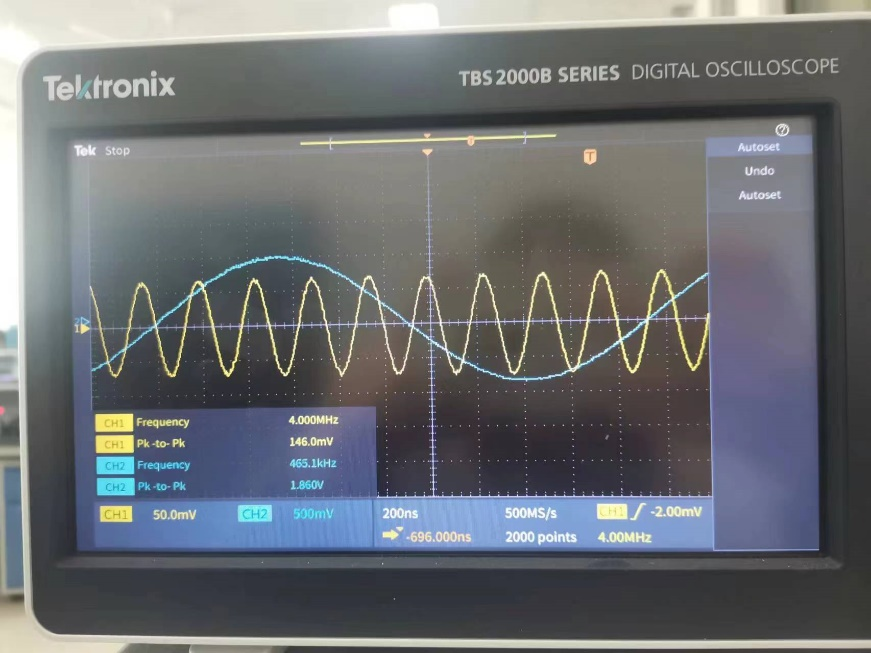 Tektronix
TBS 2000B SERIES DIGITAL OSCILLOSCOPE
Tek Stop
T
Autoset
Undo
Autoset
2
1
CH1 Frequency 4.000MHz
CH1 Pk-to-Pk 146.0mV
CH2 Frequency 465.1kHz
CH2 Pk-to-Pk 1.860V
CH1 50.0mV CH2 500mV 200ns 500MS/s CH1 -2.00mV
-696.000ns 2000 points 4.00MHz